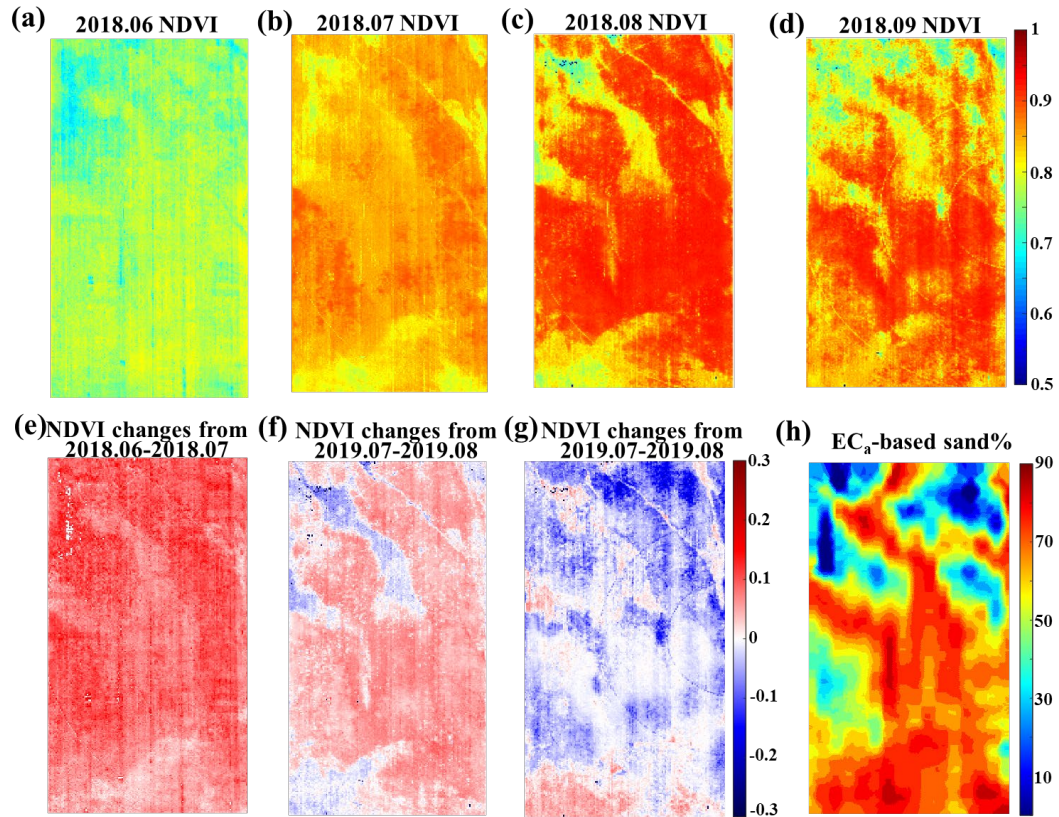 (a)
2018.06 NDVI
(b)
2018.07 NDVI
(c)
2018.08 NDVI
(d)
2018.09 NDVI
1
0.9
0.8
0.7
0.6
0.5
(e)
NDVI changes from
2018.06-2018.07
(f)
NDVI changes from
2019.07-2019.08
(g)
NDVI changes from
2019.07-2019.08
0.3
0.2
0.1
0
-0.1
-0.2
-0.3
(h)
ECa-based sand%
90
70
50
30
10